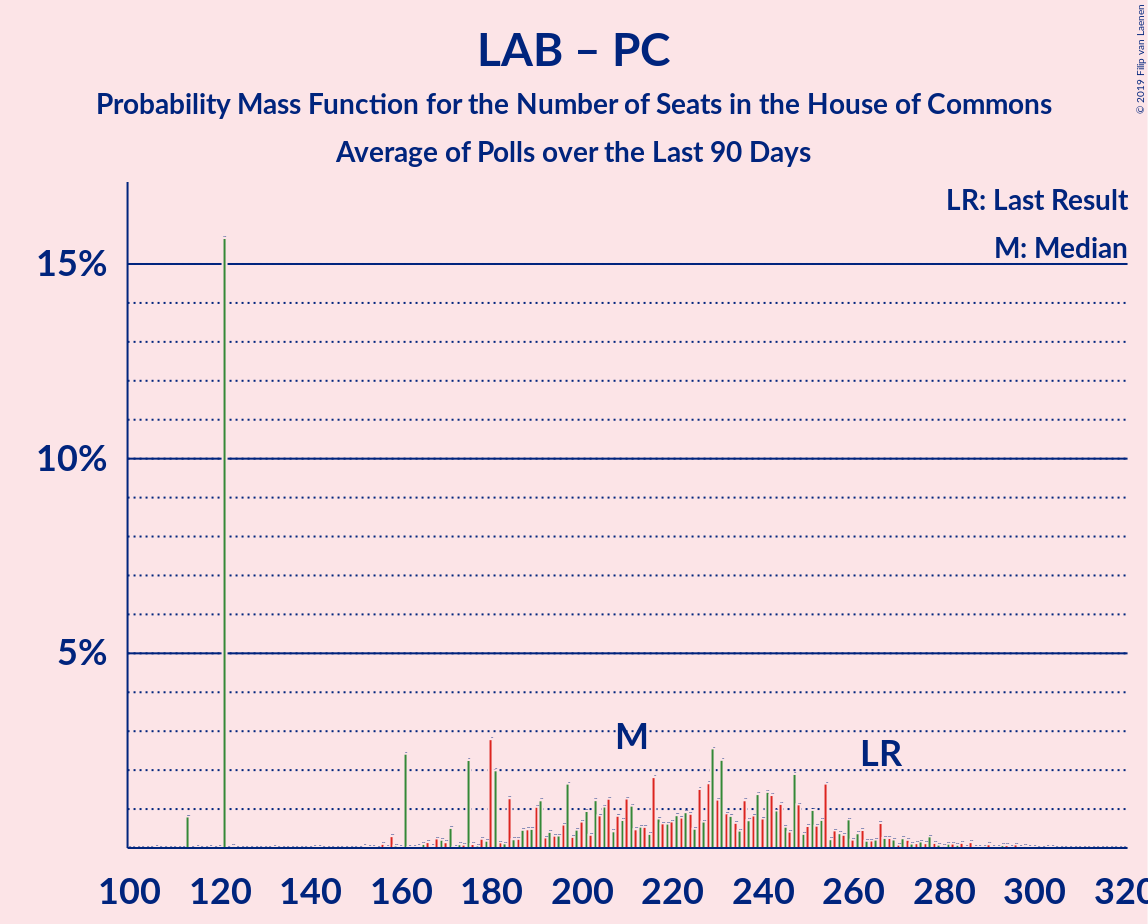 LAB – PC
Probability Mass Function for the Number of Seats in the House of Commons
Average of Polls over the Last 90 Days
© 2019 Filip van Laenen
LR: Last Result
M: Median
15%
10%
5%
M
LR
100 120 140 160 180 200 220 240 260 280 300 320